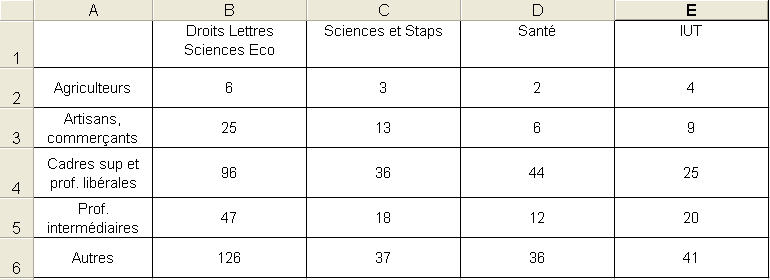 A B C D E
1 Droits Lettres Sciences et Staps Santé IUT
Sciences Eco
2 Agriculteurs 6 3 2 4
3 Artisans, 25 13 6 9
commerçants
4 Cadres sup et 96 36 44 25
prof. libérales
5 Prof. 47 18 12 20
intermédiaires
6 Autres 126 37 36 41